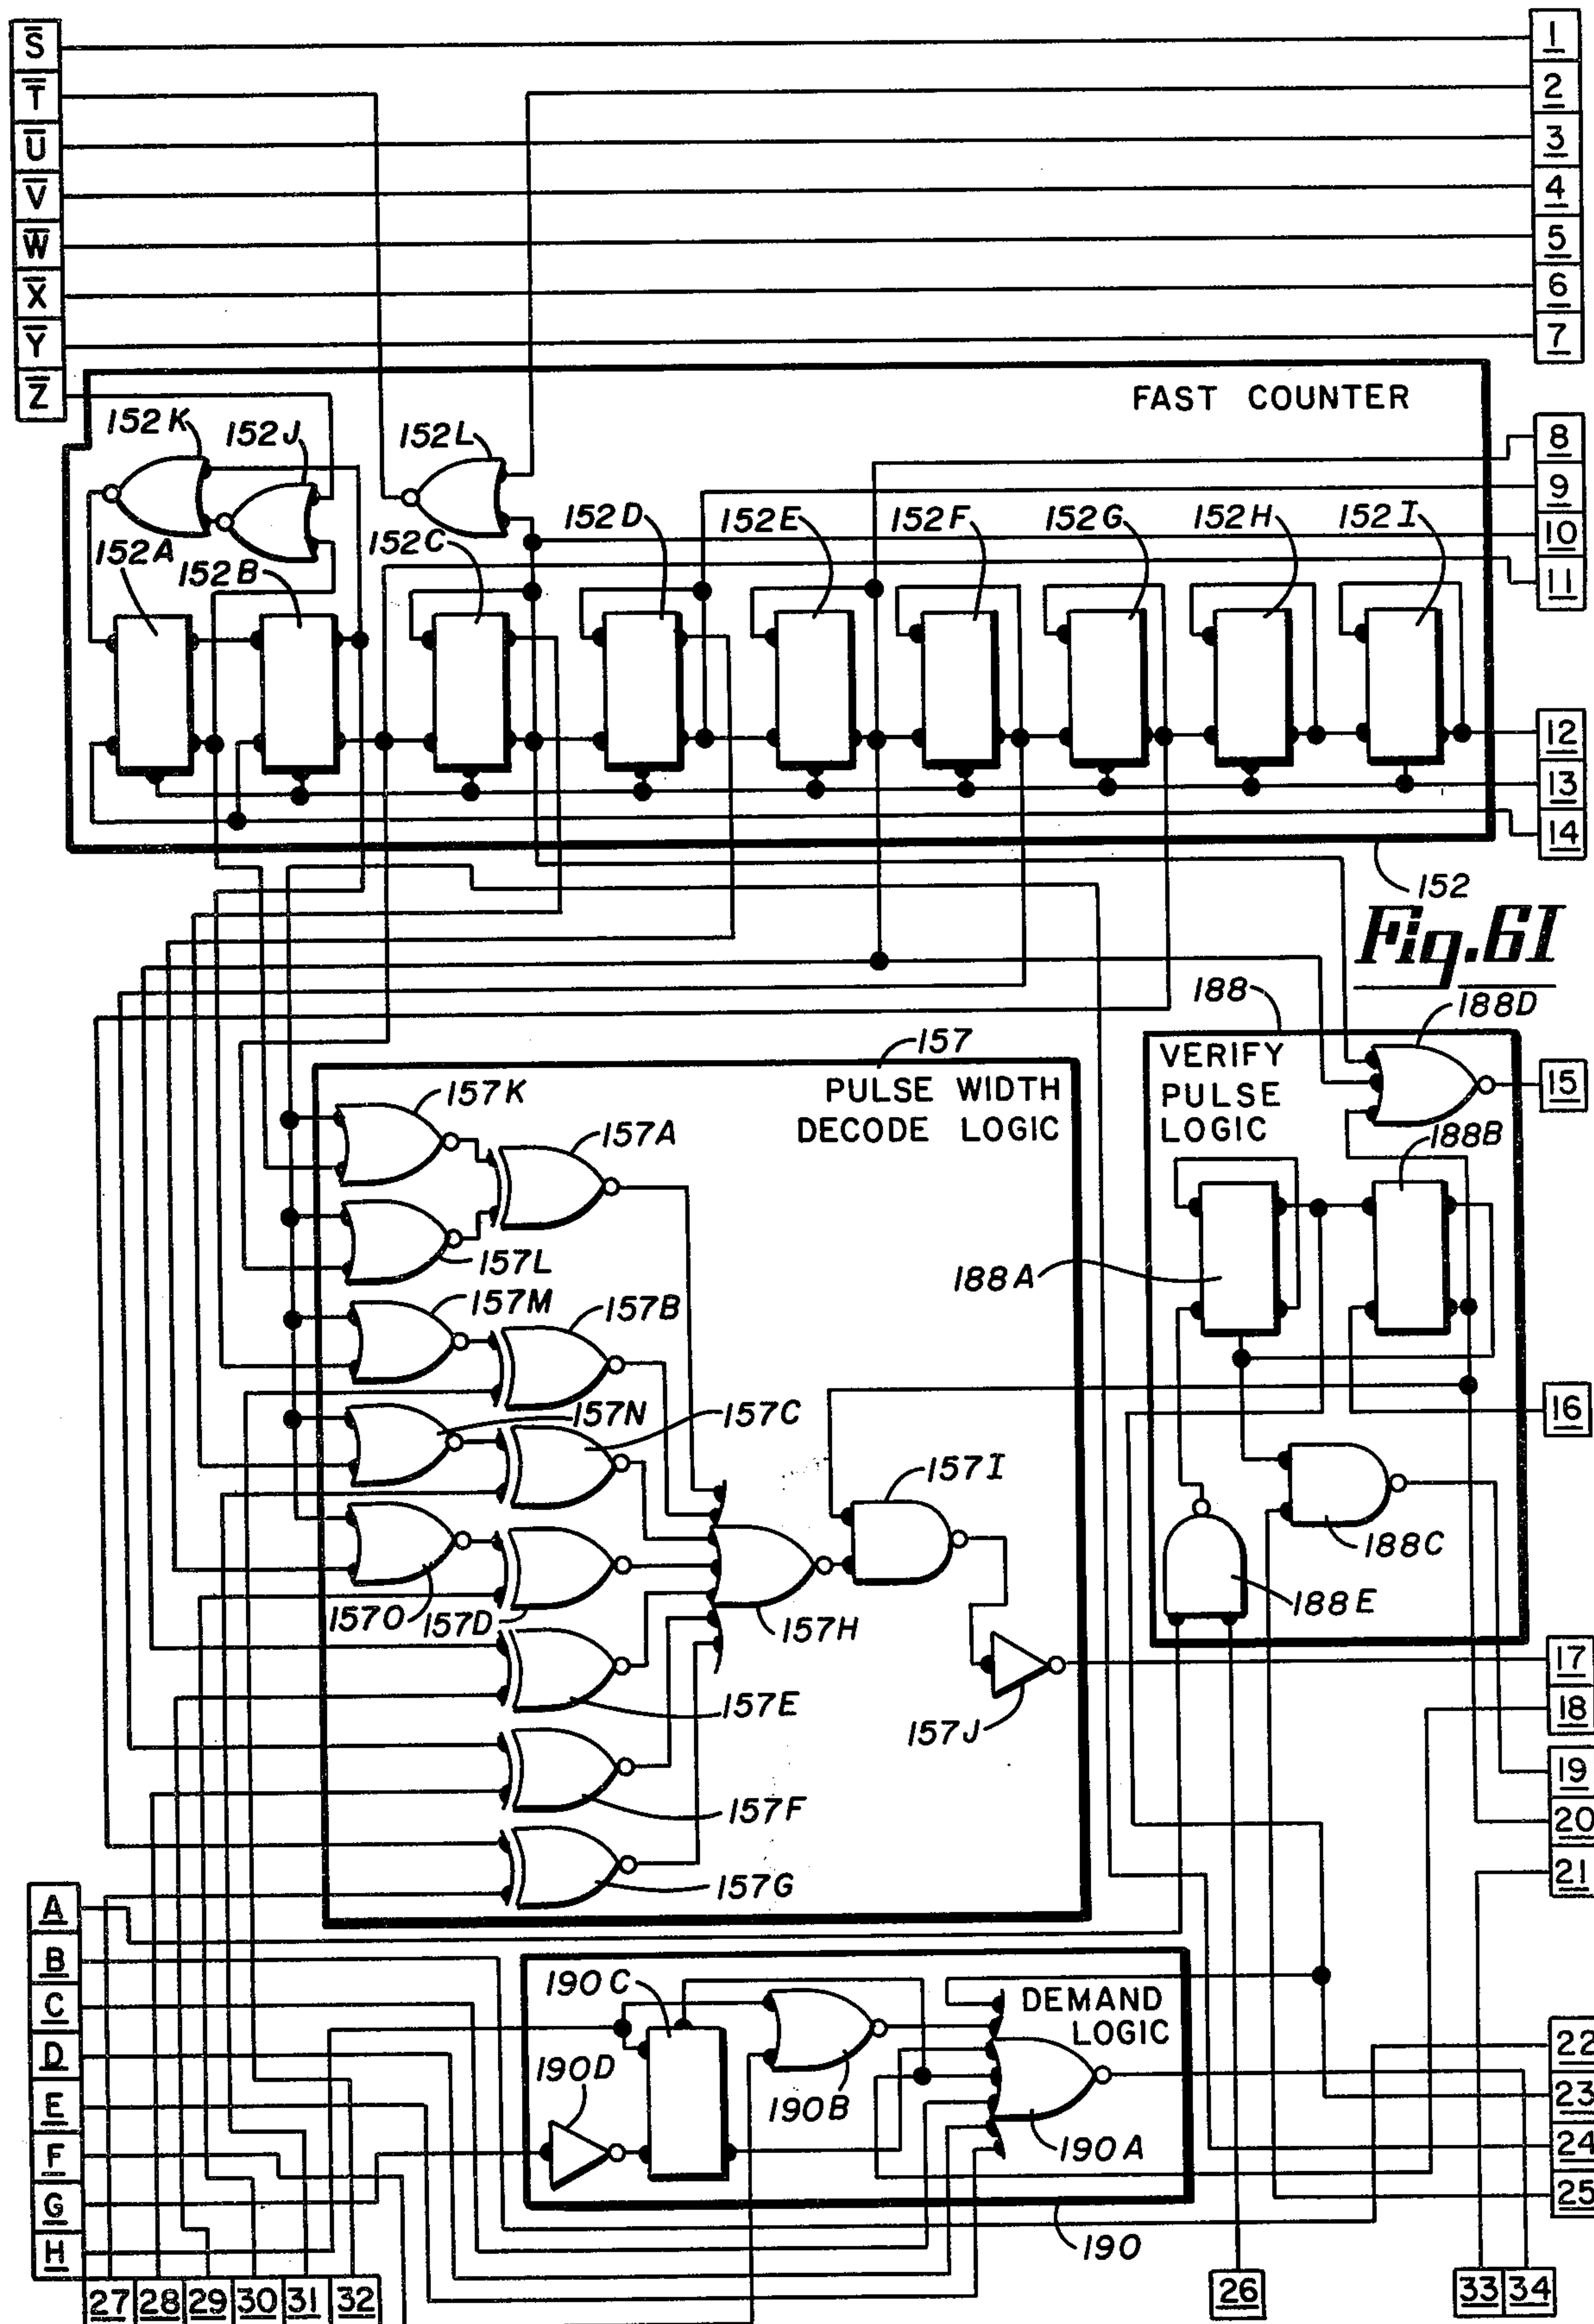 S̅ 1
T̅ 2
U̅ 3
V̅ 4
W̅ 5
X̅ 6
Y̅ 7
Z̅
FAST COUNTER
152K 152J 152L 8
9
152D 152E 152F 152G 152H 152I
152A 152B 152C 10
11
12
13
14
152
Fig. 6I
188 188D
157
VERIFY
PULSE
LOGIC
PULSE WIDTH
DECODE LOGIC
15
157K 157A
188B
157L 188A
157M 157B
157N 157C 16
157I
188C
157O 157D 157H 188E
17
157E 157J 18
19
157F 20
21
157G
A
B
190C DEMAND
LOGIC
C
D 22
190D 190B 23
E
F 190A 24
G 25
H 190
27 28 29 30 31 32 26 33 34